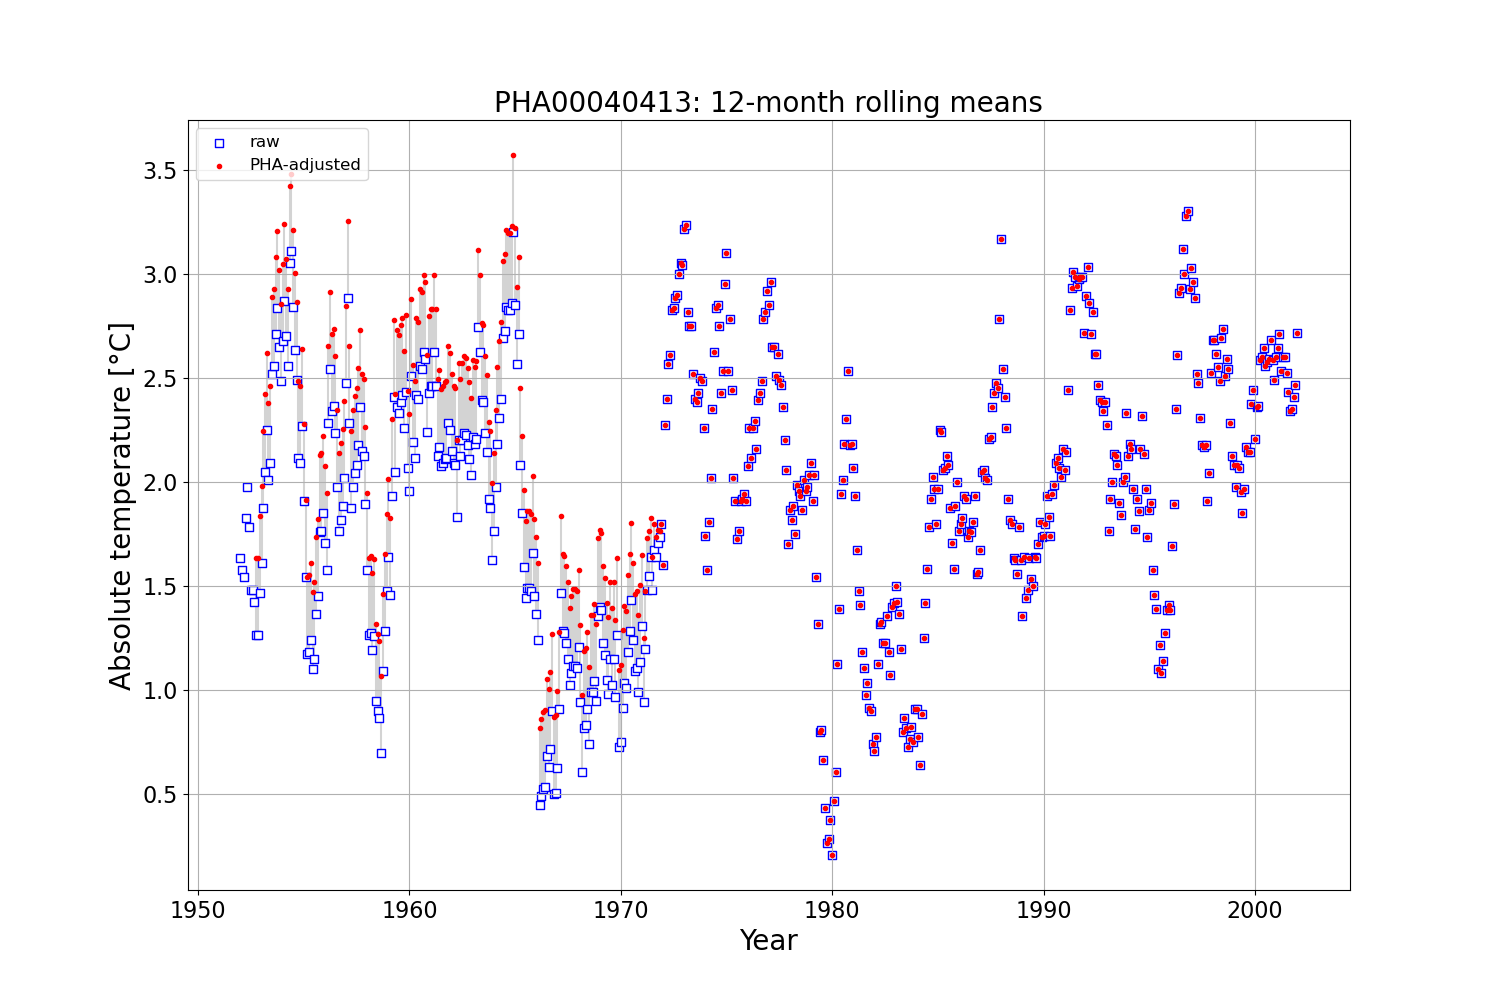 PHA00040413: 12-month rolling means
raw
PHA-adjusted
Absolute temperature [°C]
3.5
3.0
2.5
2.0
1.5
1.0
0.5
1950 1960 1970 1980 1990 2000
Year